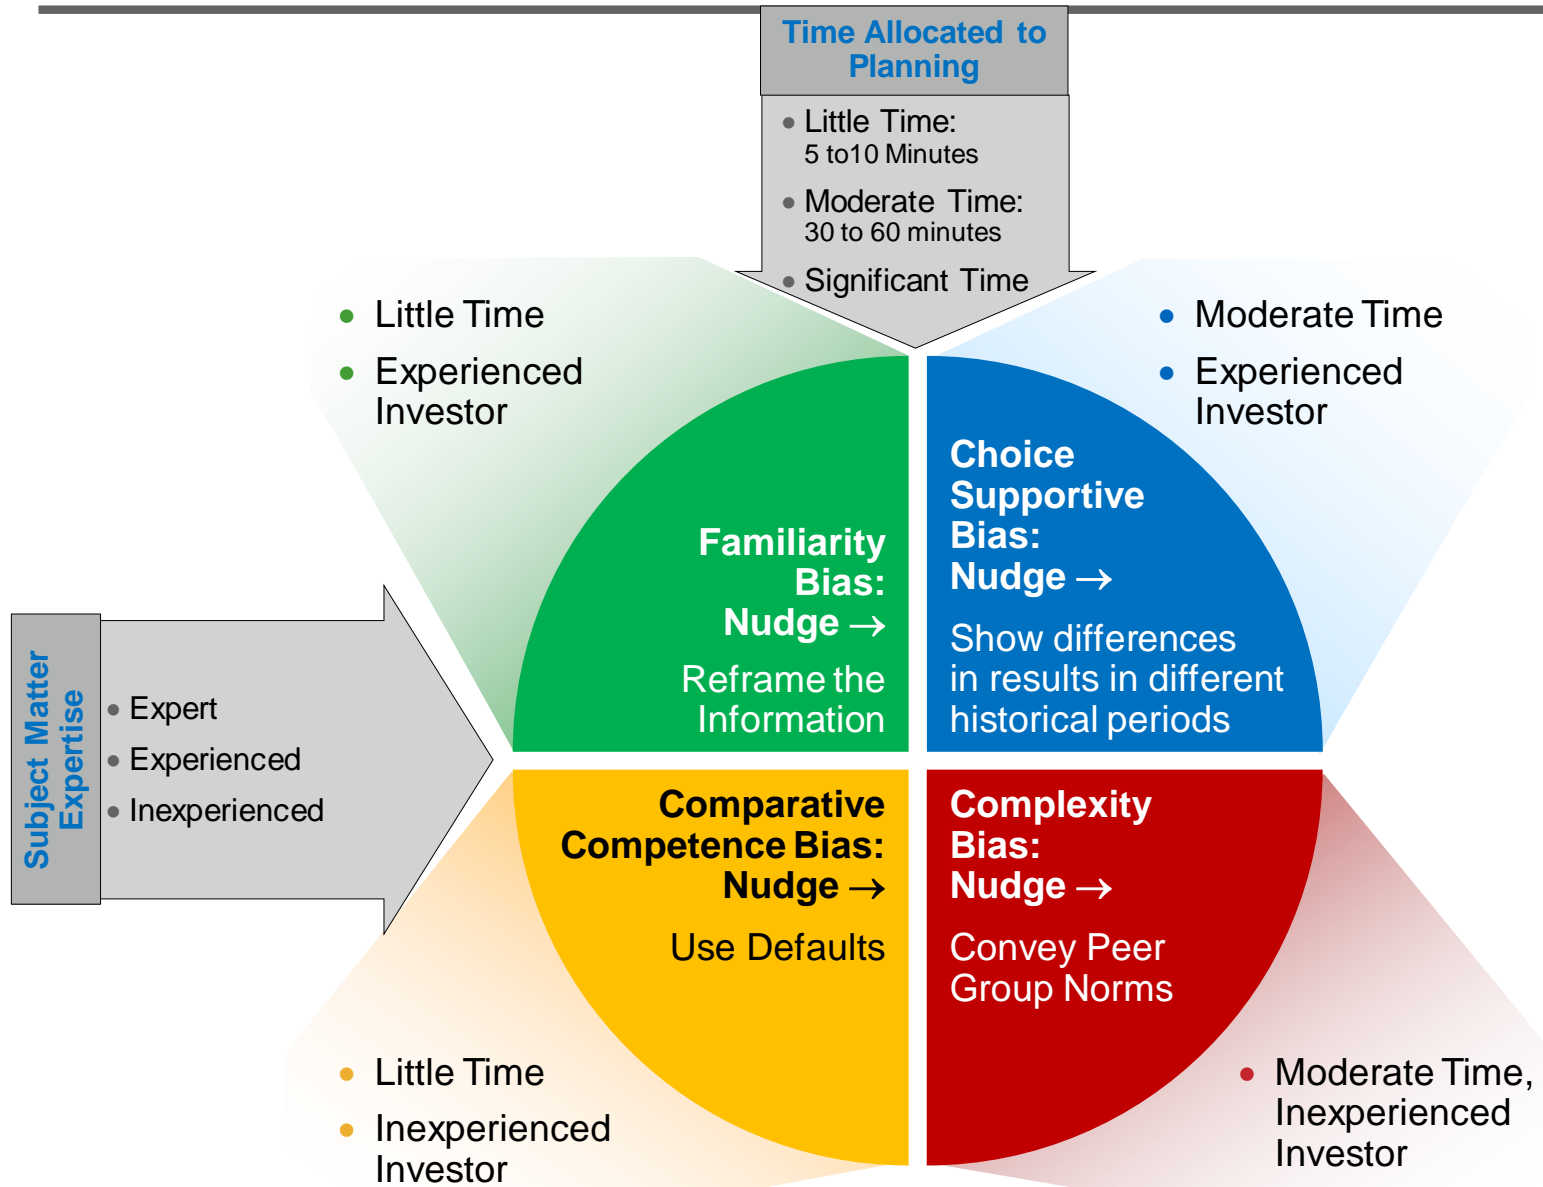 Time Allocated to
Planning
• Little Time:
5 to10 Minutes
• Moderate Time:
30 to 60 minutes
• Significant Time
• Little Time
• Experienced
Investor
• Moderate Time
• Experienced
Investor
Familiarity
Bias:
Nudge →
Reframe the
Information
Choice
Supportive
Bias:
Nudge →
Show differences
in results in different
historical periods
Subject Matter
Expertise
• Expert
• Experienced
• Inexperienced
Comparative
Competence Bias:
Nudge →
Use Defaults
Complexity
Bias:
Nudge →
Convey Peer
Group Norms
• Little Time
• Inexperienced
Investor
• Moderate Time,
Inexperienced
Investor